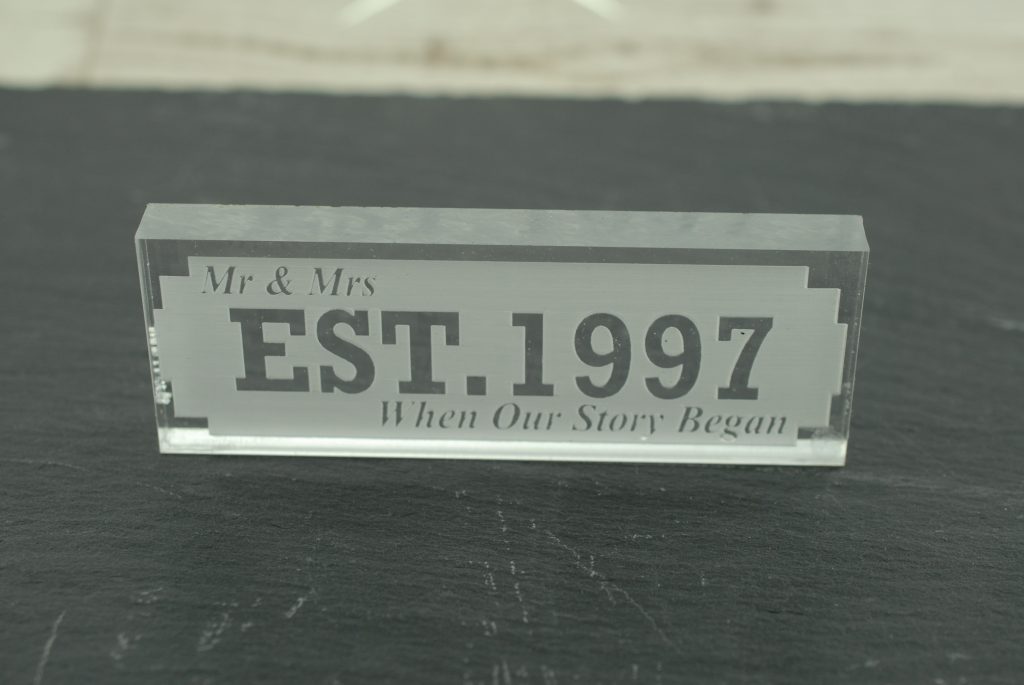 Mr & Mrs
EST.1997
When Our Story Began